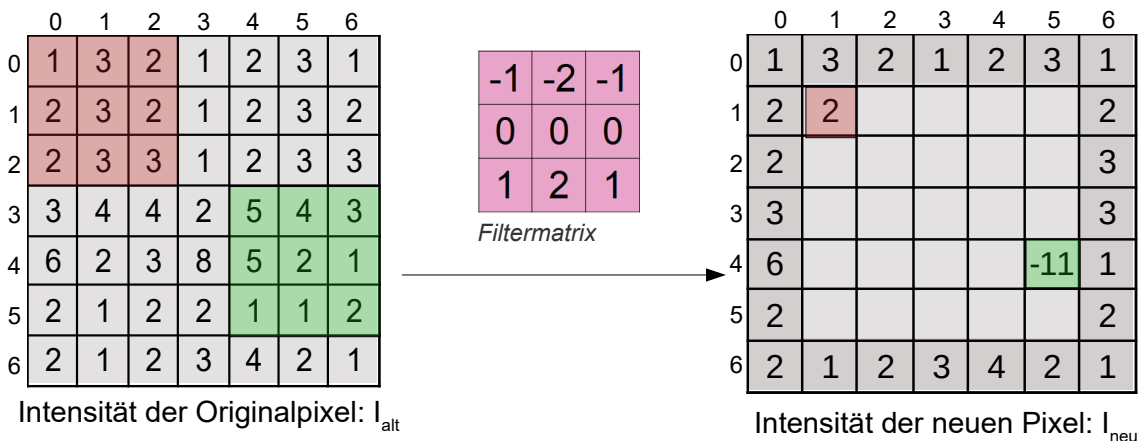 0 1 2 3 4 5 6
0 1 3 2 1 2 3 1
1 2 3 2 1 2 3 2
2 2 3 3 1 2 3 3
3 3 4 4 2 5 4 3
4 6 2 3 8 5 2 1
5 2 1 2 2 1 1 2
6 2 1 2 3 4 2 1
Intensität der Originalpixel: I_alt
-1 -2 -1
0 0 0
1 2 1
Filtermatrix
0 1 2 3 4 5 6
0 1 3 2 1 2 3 1
1 2 2 2
2 2 3
3 3 3
4 6 -11 1
5 2 2
6 2 1 2 3 4 2 1
Intensität der neuen Pixel: I_neu